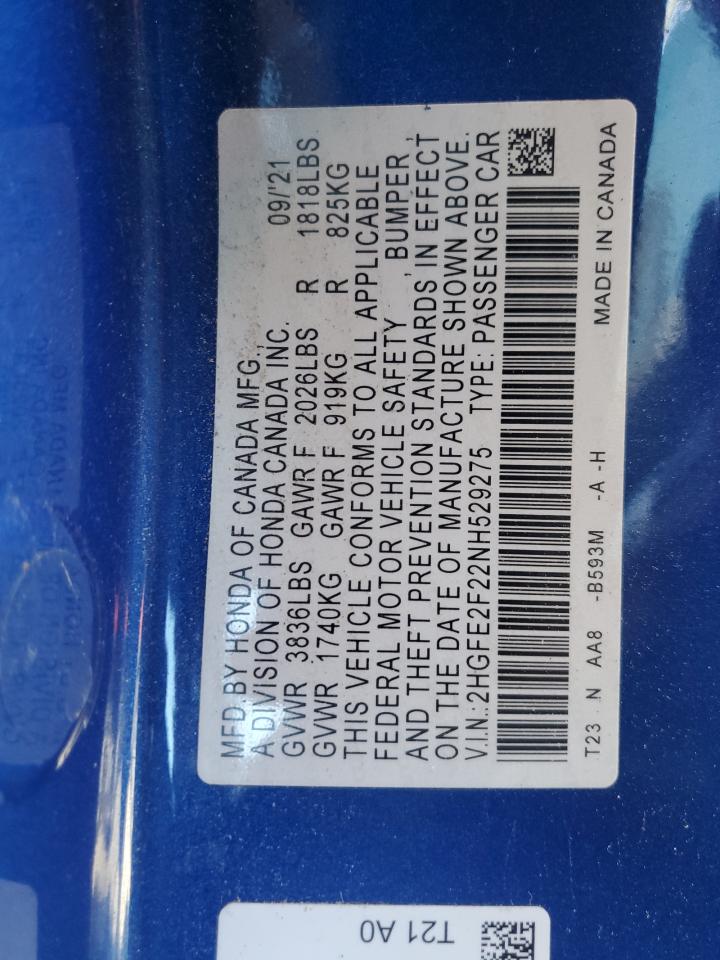 MFD.BY HONDA OF CANADA MFG.,
A DIVISION OF HONDA CANADA INC. 09/'21
GVWR 3836LBS GAWR F 2026LBS R 1818LBS
GVWR 1740KG GAWR F 919KG R 825KG
THIS VEHICLE CONFORMS TO ALL APPLICABLE
FEDERAL MOTOR VEHICLE SAFETY , BUMPER ,
AND THEFT PREVENTION STANDARDS, IN EFFECT
ON THE DATE OF MANUFACTURE SHOWN ABOVE.
V.I.N.:2HGFE2F22NH529275 TYPE: PASSENGER CAR
T23 N AA8 -B593M -A -H MADE IN CANADA
T21 A0